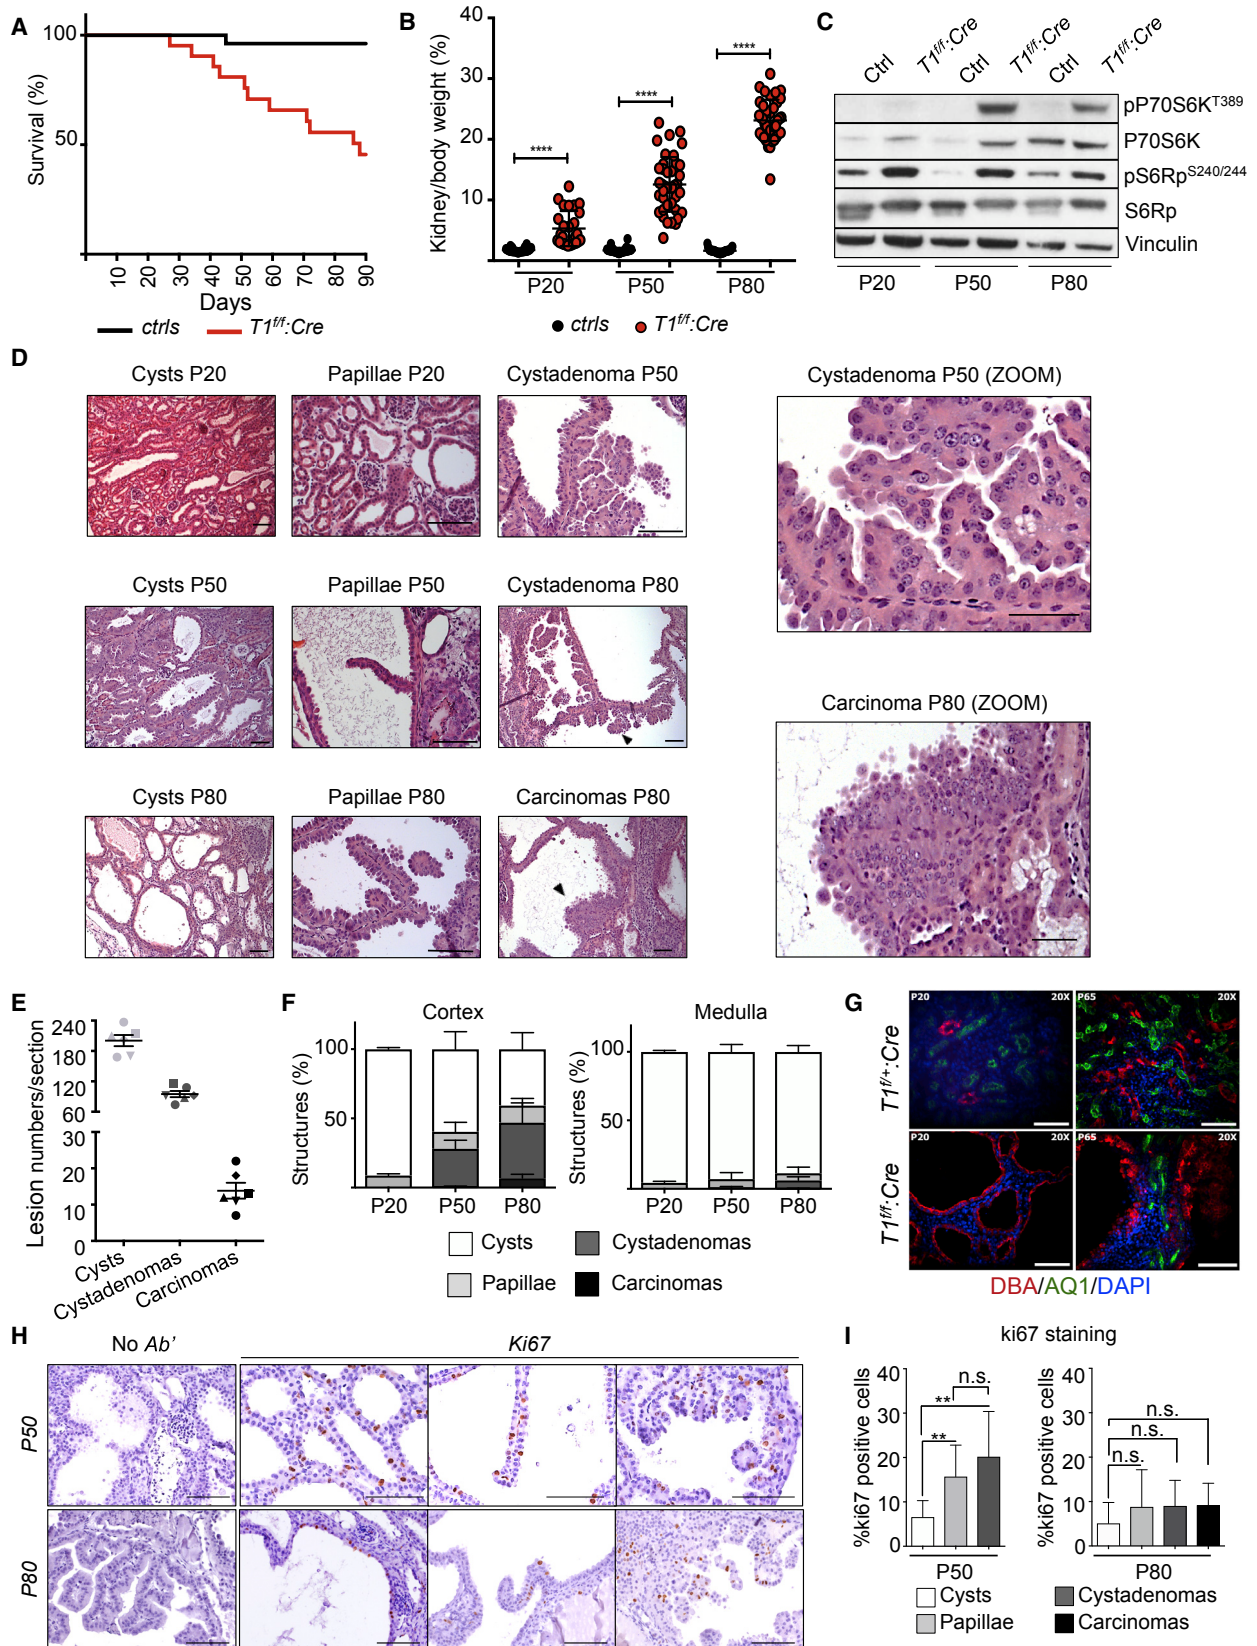 A
100
50
Survival (%)
10 20 30 40 50 60 70 80 90
Days
ctrls T1f/f:Cre
B
Kidney/body weight (%)
40
30
20
10
****
****
****
P20 P50 P80
ctrls T1f/f:Cre
C
Ctrl T1f/f:Cre Ctrl T1f/f:Cre Ctrl T1f/f:Cre
pP70S6KT389
P70S6K
pS6RpS240/244
S6Rp
Vinculin
P20 P50 P80
D
Cysts P20 Papillae P20 Cystadenoma P50 Cystadenoma P50 (ZOOM)
Cysts P50 Papillae P50 Cystadenoma P80
Carcinoma P80 (ZOOM)
Cysts P80 Papillae P80 Carcinomas P80
E
Lesion numbers/section
240
180
120
60
30
20
10
0
Cysts
Cystadenomas
Carcinomas
F
Cortex Medulla
Structures (%)
100
50
P20 P50 P80
Structures (%)
100
50
P20 P50 P80
Cysts Cystadenomas
Papillae Carcinomas
G
T1f/+:Cre
T1f/f:Cre
P20 20X P65 20X
P20 20X P65 20X
DBA/AQ1/DAPI
H
No Ab' Ki67
P50
P80
I
ki67 staining
%ki67 positive cells
40
30
20
10
0
**
**
n.s.
P50
%ki67 positive cells
40
30
20
10
0
n.s.
n.s.
n.s.
P80
Cysts Cystadenomas
Papillae Carcinomas